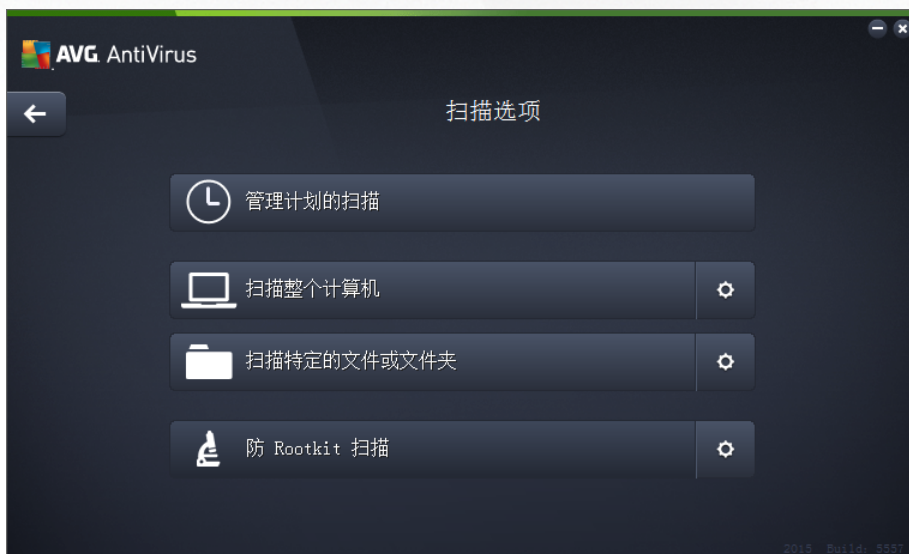 AVG. AntiVirus
扫描选项
管理计划的扫描
扫描整个计算机
扫描特定的文件或文件夹
防 Rootkit 扫描
2015 Build: 5557